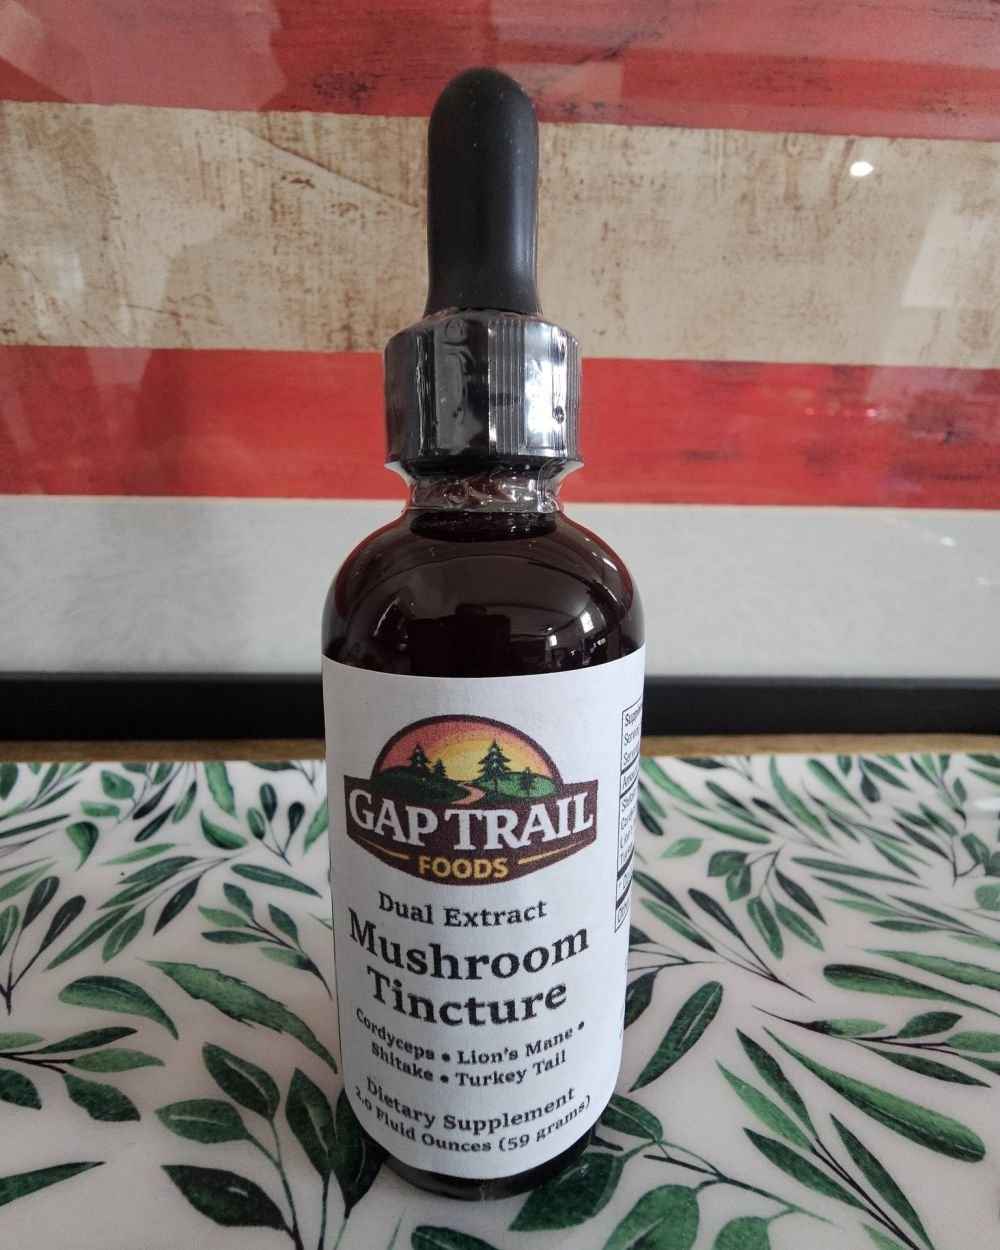 GAP TRAIL
FOODS
Dual Extract
Mushroom
Tincture
Cordyceps • Lion's Mane •
Shitake • Turkey Tail
Dietary Supplement
2.0 Fluid Ounces (59 grams)